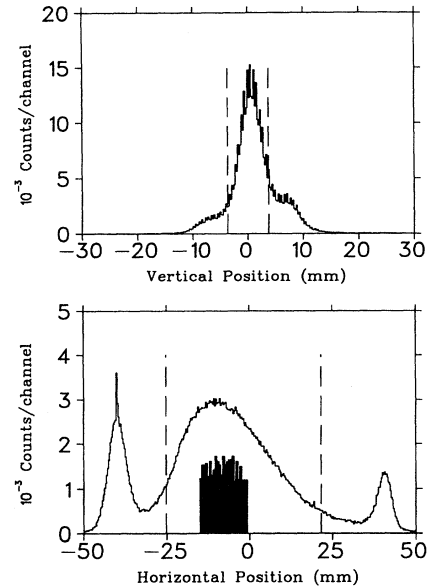 20
15
10
5
0
10⁻³ Counts/channel
−30 −20 −10 0 10 20 30
Vertical Position (mm)
5
4
3
2
1
0
10⁻³ Counts/channel
−50 −25 0 25 50
Horizontal Position (mm)